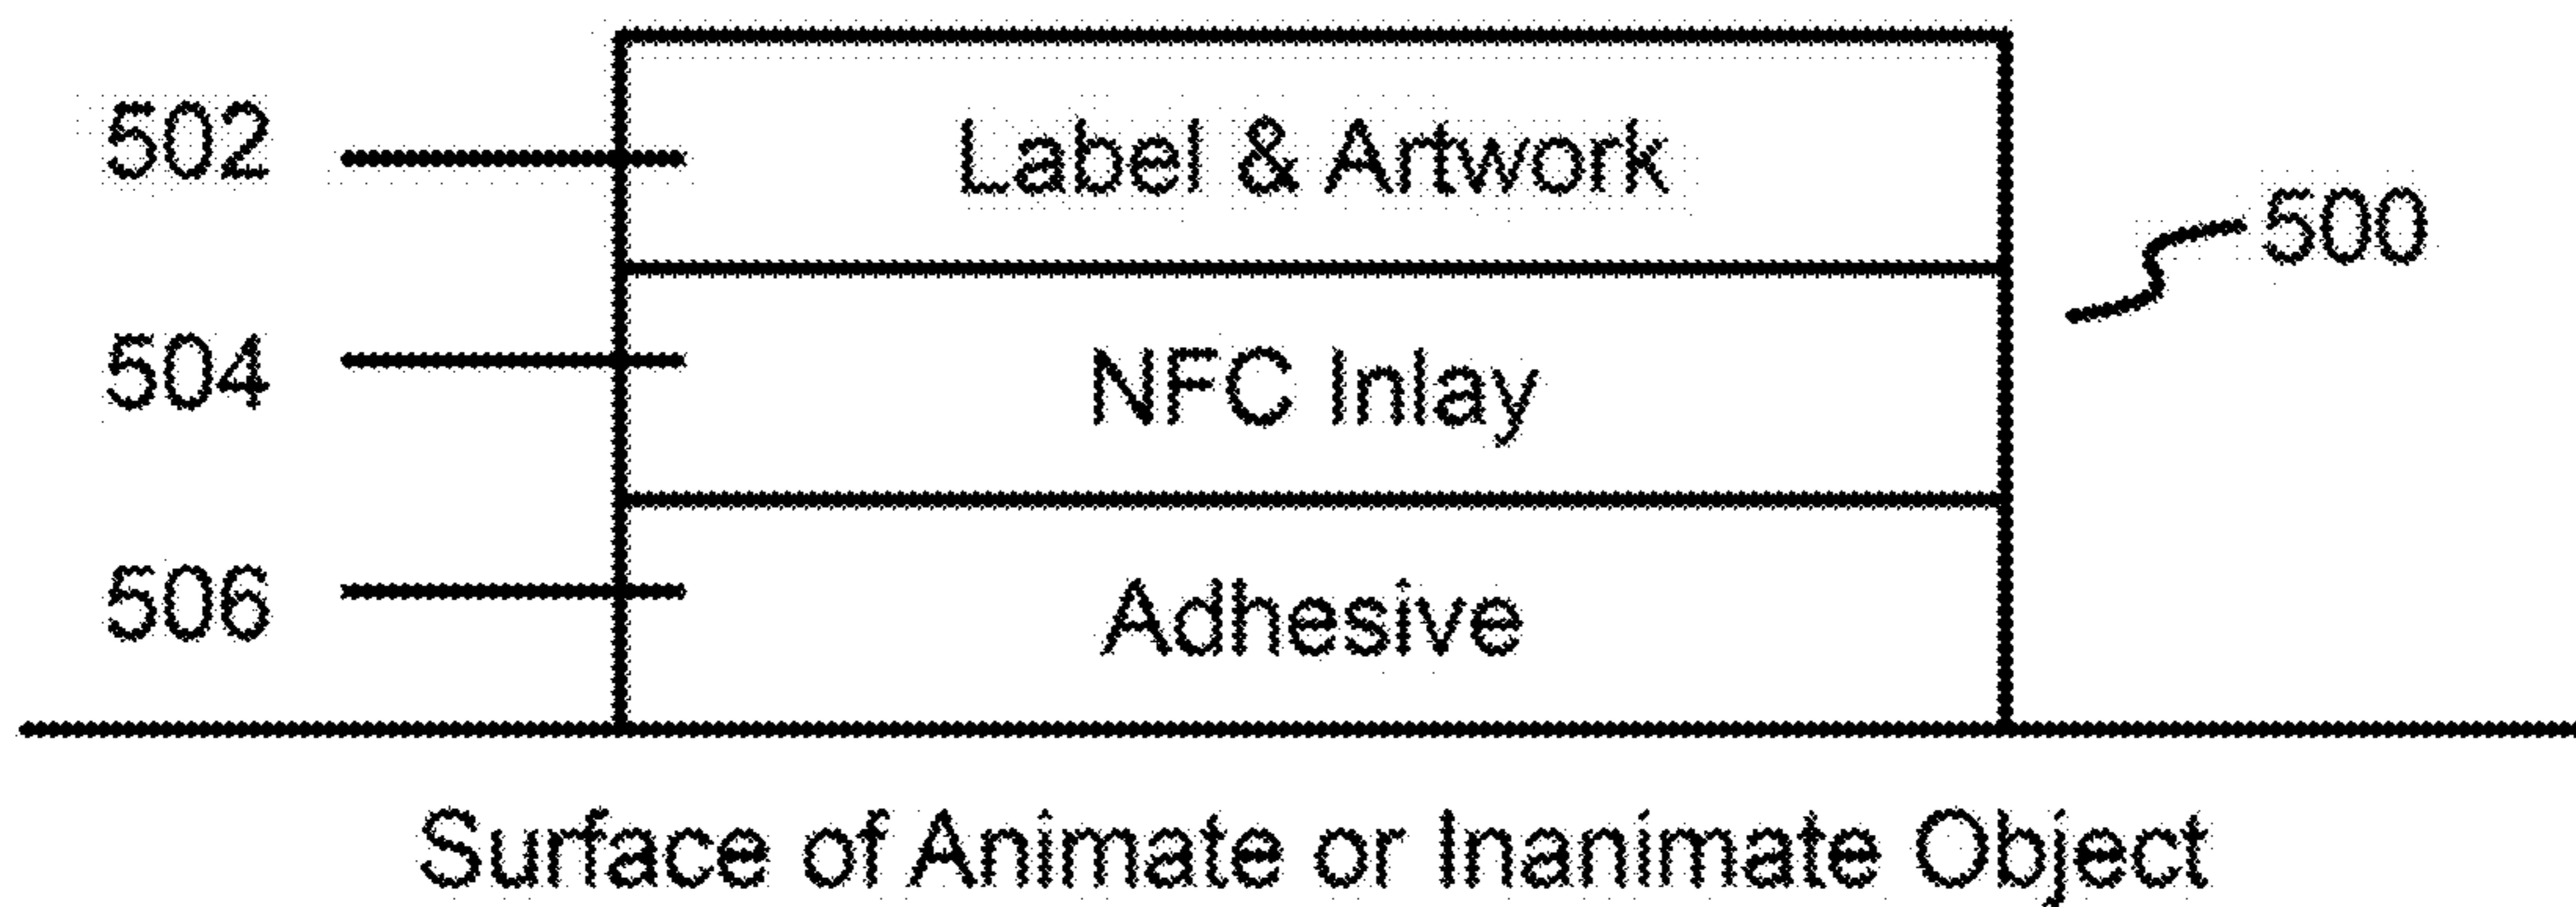 502 Label & Artwork
500
504 NFC Inlay
506 Adhesive
Surface of Animate or Inanimate Object